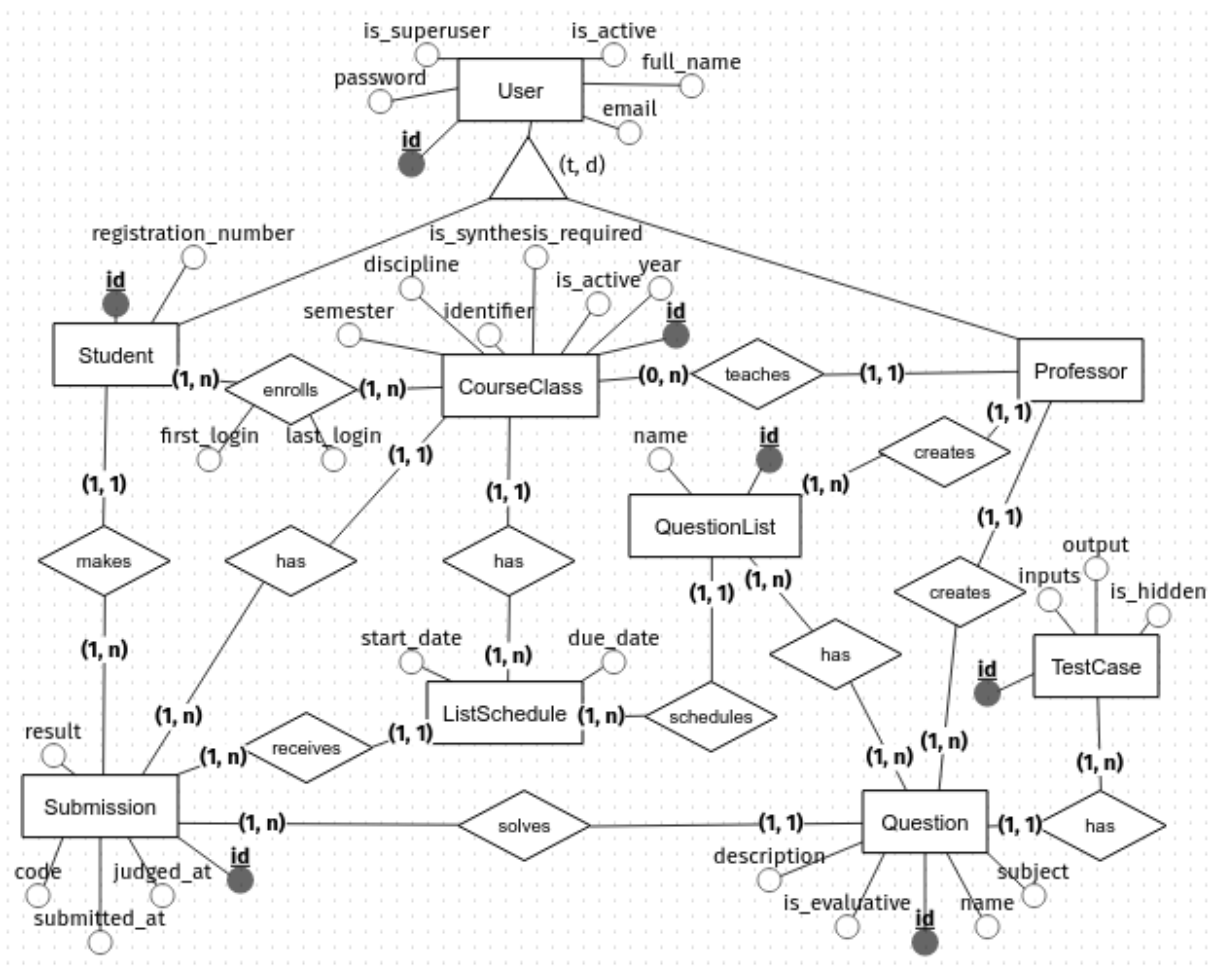 is_superuser
is_active
password
full_name
User
email
id
(t, d)
registration_number
is_synthesis_required
discipline
year
id
is_active
semester
identifier
id
Student
(1, n)
enrolls
(1, n)
CourseClass
(0, n)
teaches
(1, 1)
Professor
first_login
last_login
(1, 1)
name
id
(1, 1)
creates
(1, 1)
(1, 1)
(1, n)
QuestionList
(1, 1)
makes
has
has
(1, 1)
(1, n)
creates
output
inputs
is_hidden
(1, n)
start_date
due_date
(1, n)
has
id
TestCase
(1, n)
ListSchedule
(1, n)
schedules
result
(1, n)
receives
(1, 1)
(1, n)
(1, n)
(1, n)
Submission
(1, n)
solves
(1, 1)
Question
(1, 1)
has
code
judged_at
id
description
subject
submitted_at
is_evaluative
id
name